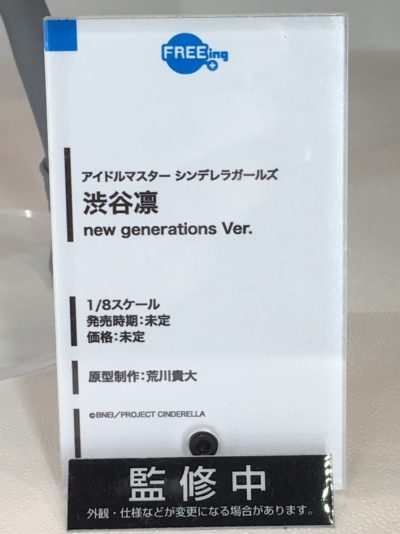 FREEing
アイドルマスター シンデレラガールズ
渋谷凛
new generations Ver.
1/8スケール
発売時期:未定
価格:未定
原型制作:荒川貴大
©BNEI/PROJECT CINDERELLA
監修中
外観・仕様などが変更になる場合があります。